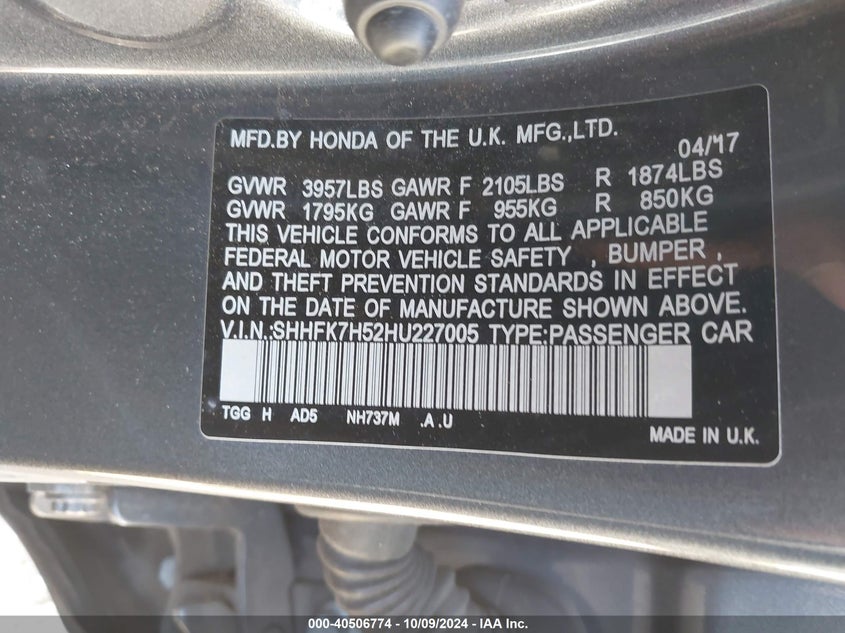 MFD.BY HONDA OF THE U.K. MFG.,LTD.
04/17
GVWR 3957LBS GAWR F 2105LBS R 1874LBS
GVWR 1795KG GAWR F 955KG R 850KG
THIS VEHICLE CONFORMS TO ALL APPLICABLE
FEDERAL MOTOR VEHICLE SAFETY , BUMPER ,
AND THEFT PREVENTION STANDARDS IN EFFECT
ON THE DATE OF MANUFACTURE SHOWN ABOVE.
V.I.N.:SHHFK7H52HU227005 TYPE:PASSENGER CAR
TGG H AD5 NH737M .A .U
MADE IN U.K.
000-40506774 - 10/09/2024 - IAA Inc.